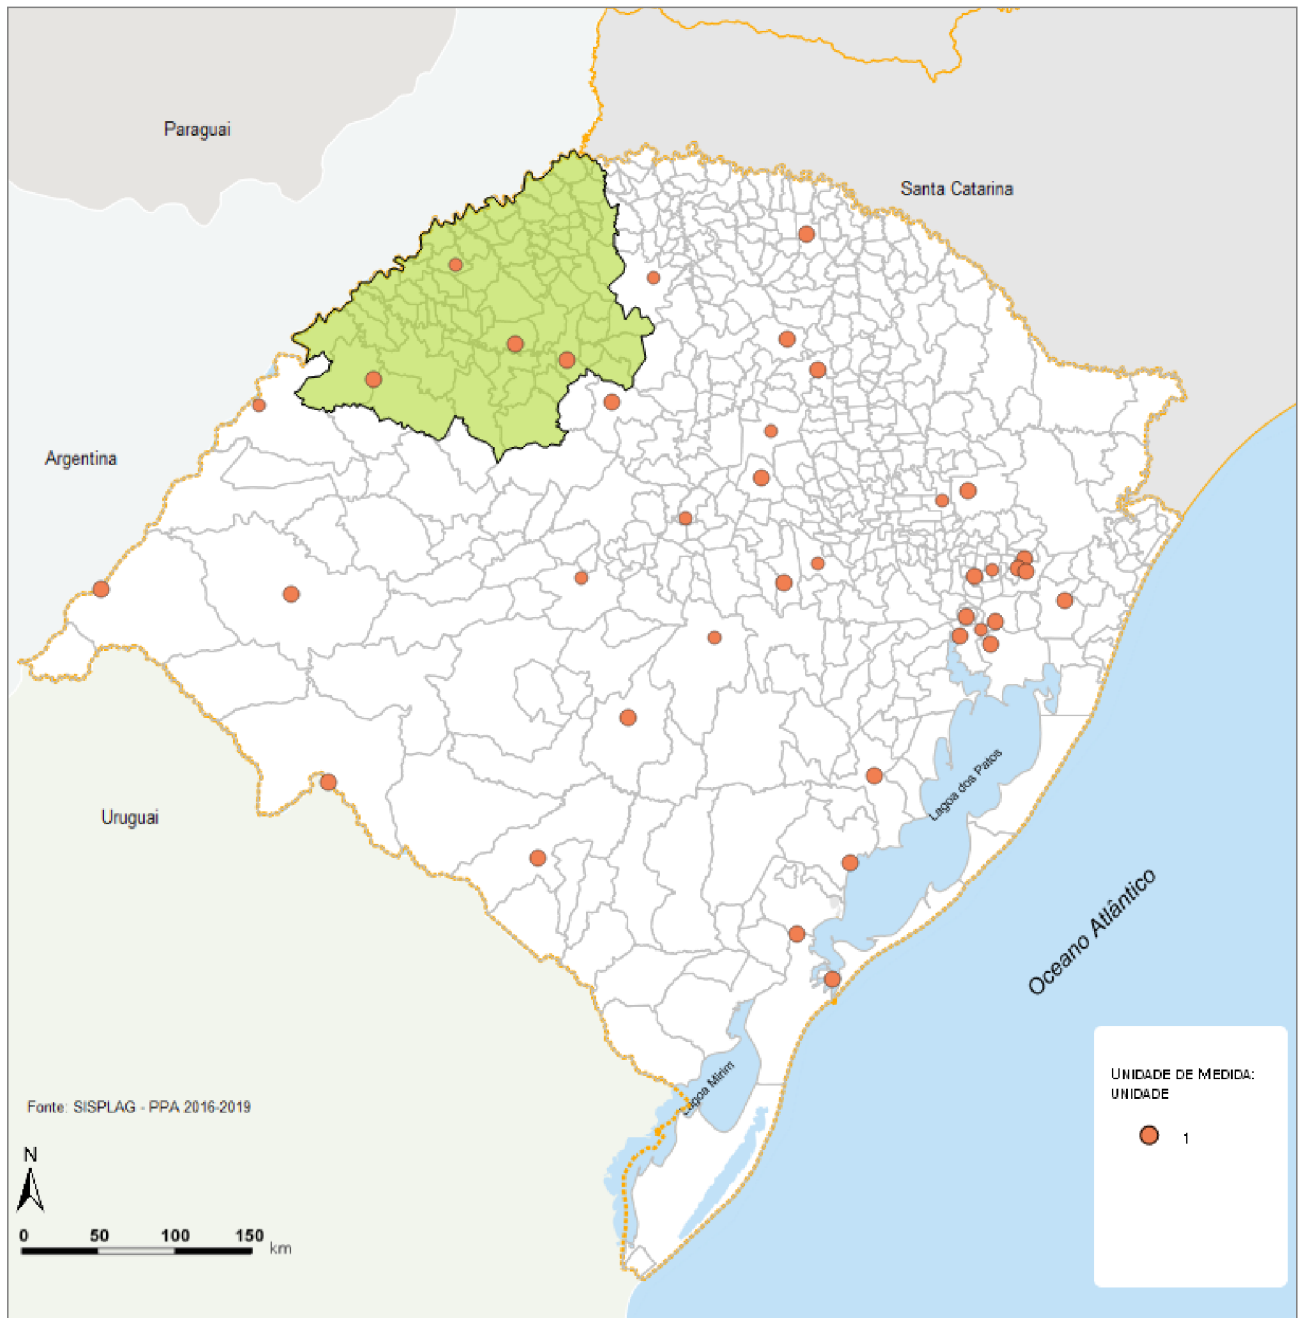 Paraguai
Santa Catarina
Argentina
Uruguai
Lagoa dos Patos
Oceano Atlântico
Lagoa Mirim
Fonte: SISPLAG - PPA 2016-2019
N
0 50 100 150
km
UNIDADE DE MEDIDA:
UNIDADE
1